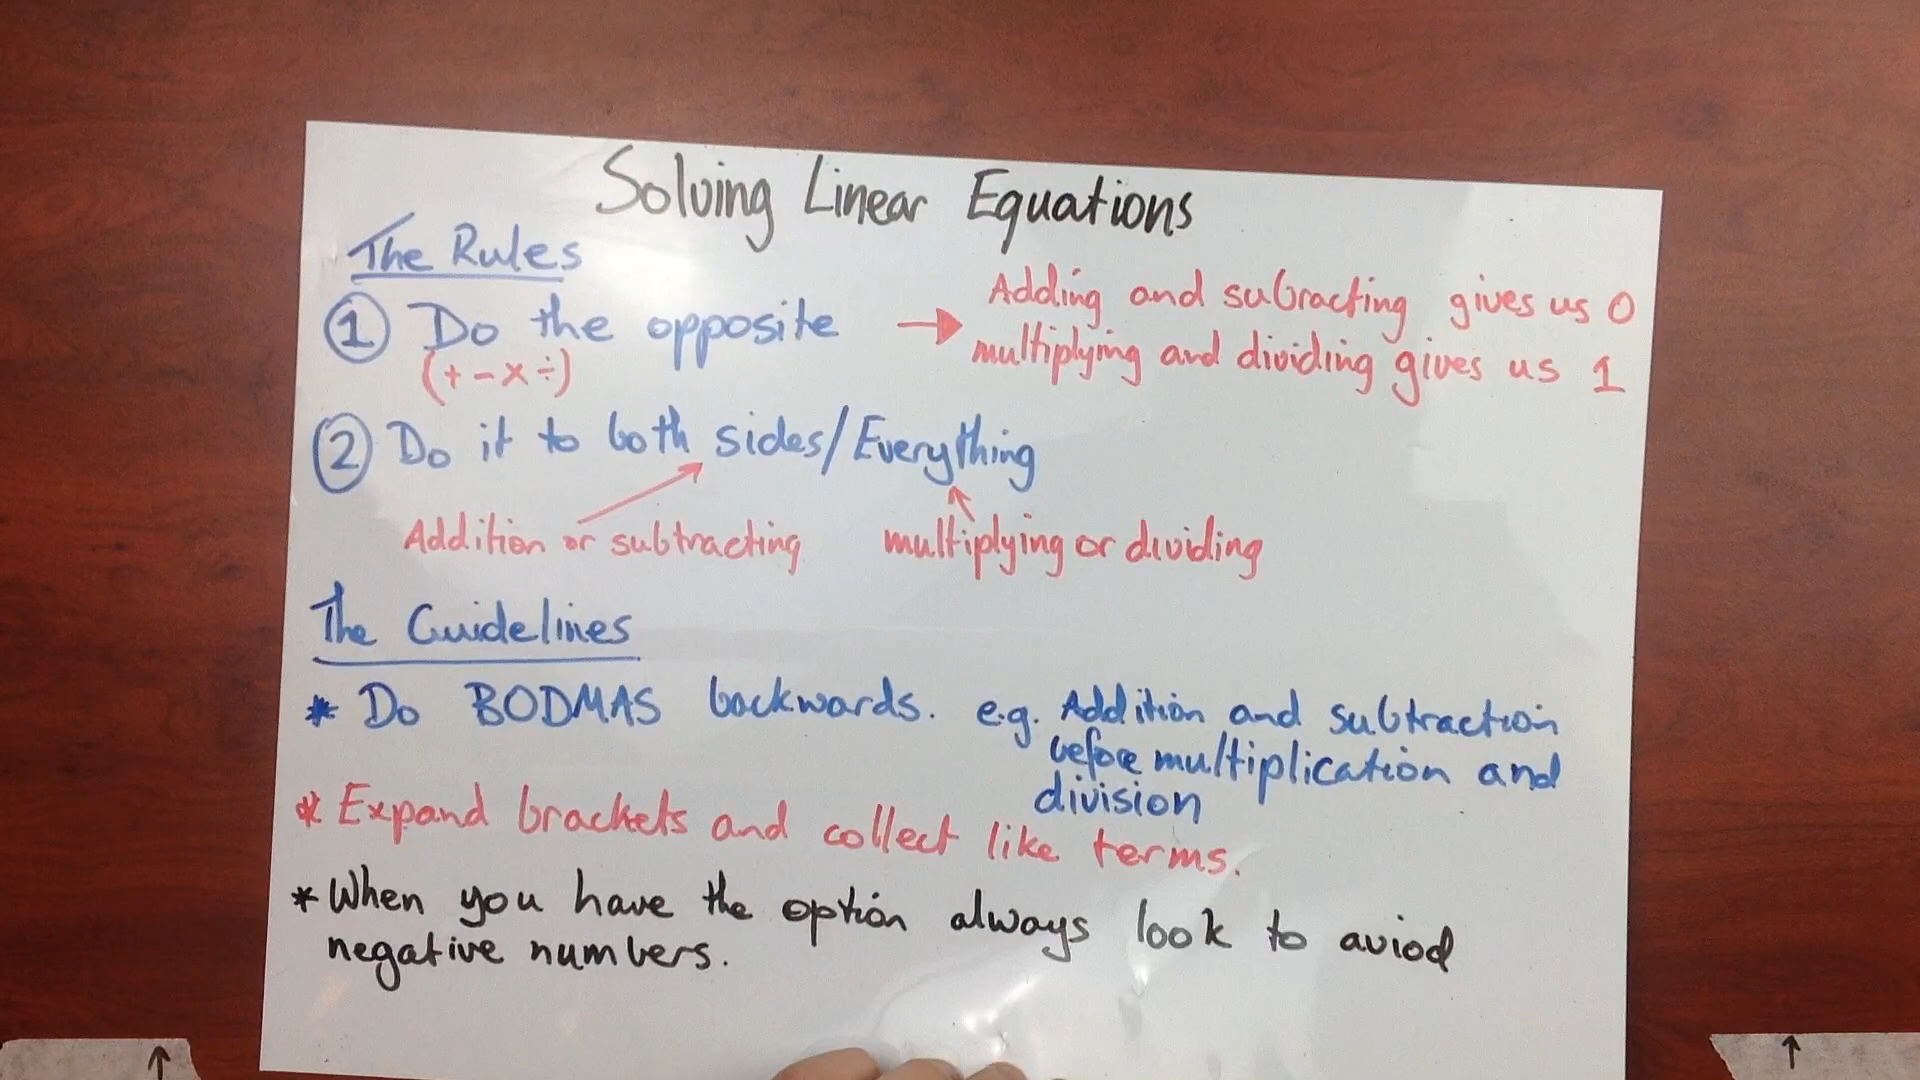 Solving Linear Equations
The Rules
① Do the opposite → Adding and subracting gives us 0
(+ - × ÷) multiplying and dividing gives us 1
② Do it to both sides/Everything
Addition or subtracting multiplying or dividing
The Guidelines
* Do BODMAS backwards. e.g. Addition and subtraction
before multiplication and
division
* Expand brackets and collect like terms.
* When you have the option always look to aviod
negative numbers.
↑ ↑